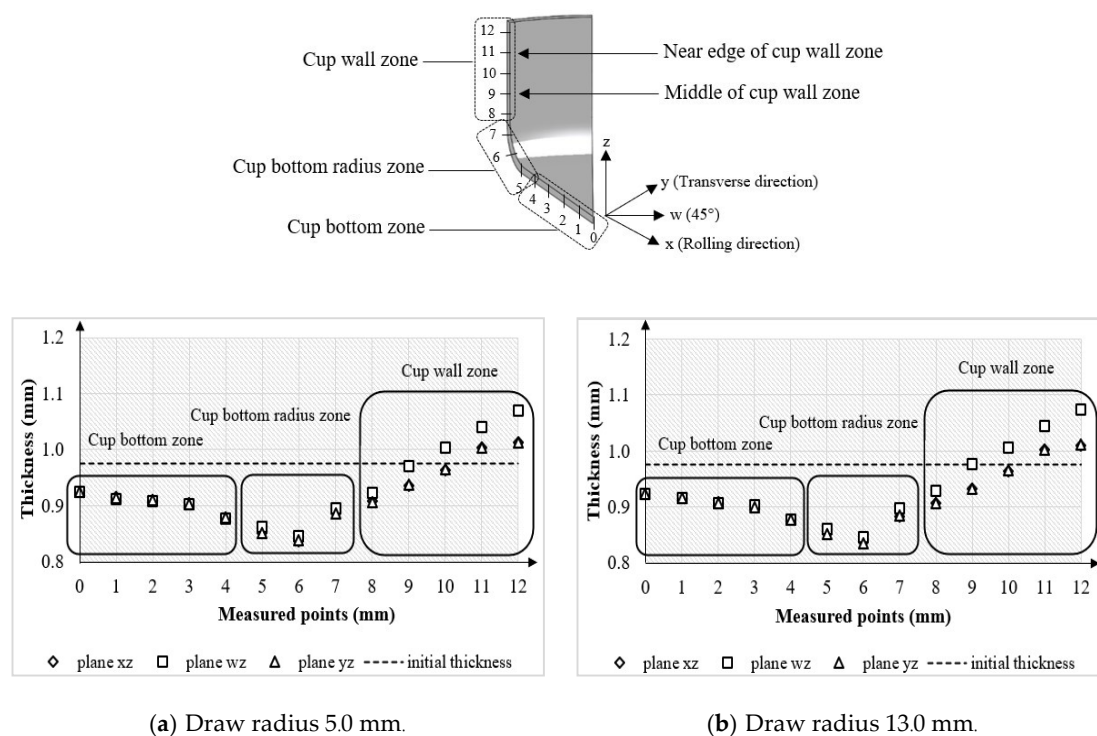 12
11
10
9
8
7
6
5
4
3
2
1
0
Cup wall zone
Near edge of cup wall zone
Middle of cup wall zone
Cup bottom radius zone
Cup bottom zone
z
y (Transverse direction)
w (45°)
x (Rolling direction)
Thickness (mm)
1.2
1.1
1.0
0.9
0.8
Cup wall zone
Cup bottom radius zone
Cup bottom zone
0 1 2 3 4 5 6 7 8 9 10 11 12
Measured points (mm)
plane xz plane wz plane yz initial thickness
(a) Draw radius 5.0 mm.
Thickness (mm)
1.2
1.1
1.0
0.9
0.8
Cup wall zone
Cup bottom radius zone
Cup bottom zone
0 1 2 3 4 5 6 7 8 9 10 11 12
Measured points (mm)
plane xz plane wz plane yz initial thickness
(b) Draw radius 13.0 mm.